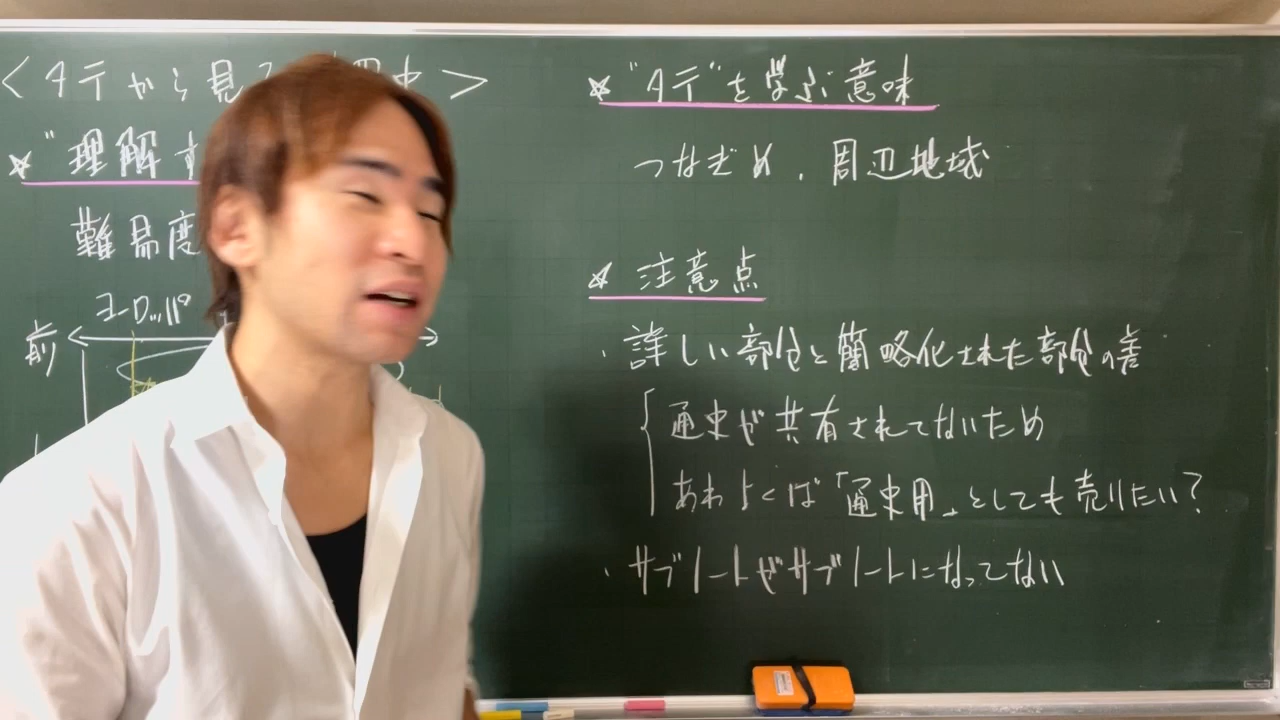 <タテから見
☆"理解す
難易度
ヨーロッパ
前
☆"タテ"を学ぶ意味
つなぎめ、周辺地域
☆注意点
・詳しい部分と簡略化された部分の差
通史が共有されてないため
あわよくば「通史用」としても売りたい?
・サブノートがサブノートになってない